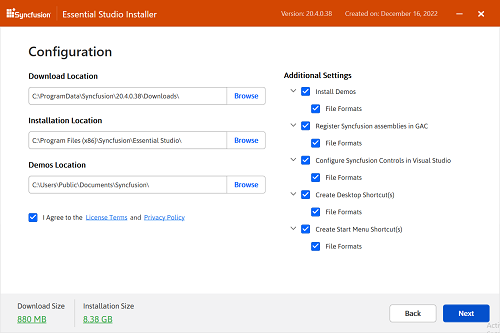 Syncfusion Essential Studio Installer Version: 20.4.0.38 Created on: December 16, 2022
Configuration
Download Location
C:\ProgramData\Syncfusion\20.4.0.38\Downloads\ Browse
Installation Location
C:\Program Files (x86)\Syncfusion\Essential Studio\ Browse
Demos Location
C:\Users\Public\Documents\Syncfusion\ Browse
I Agree to the License Terms and Privacy Policy
Additional Settings
Install Demos
File Formats
Register Syncfusion assemblies in GAC
File Formats
Configure Syncfusion Controls in Visual Studio
File Formats
Create Desktop Shortcut(s)
File Formats
Create Start Menu Shortcut(s)
File Formats
Download Size
880 MB
Installation Size
8.38 GB
Back
Next